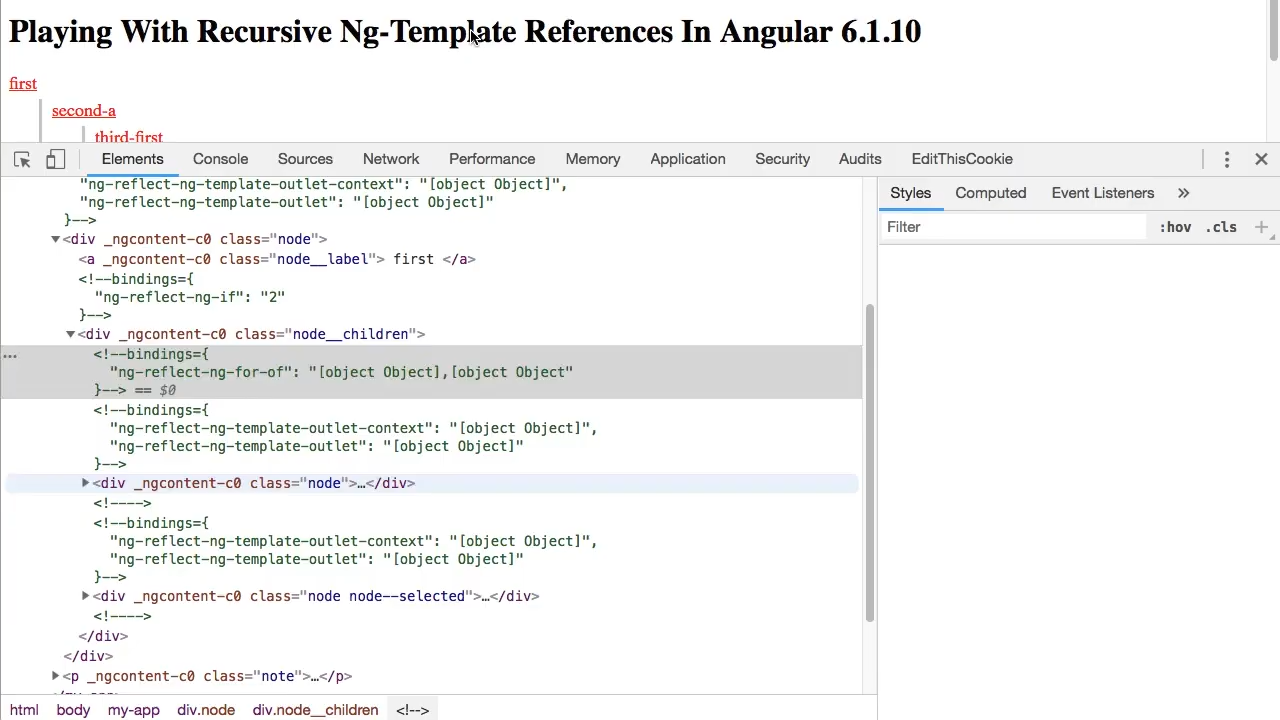 Playing With Recursive Ng-Template References In Angular 6.1.10
first
second-a
third-first
Elements Console Sources Network Performance Memory Application Security Audits EditThisCookie
"ng-reflect-ng-template-outlet-context": "[object Object]",
"ng-reflect-ng-template-outlet": "[object Object]"
}-->
<div _ngcontent-c0 class="node">
<a _ngcontent-c0 class="node__label"> first </a>
<!--bindings={
"ng-reflect-ng-if": "2"
}-->
<div _ngcontent-c0 class="node__children">
<!--bindings={
"ng-reflect-ng-for-of": "[object Object],[object Object"
}--> == $0
<!--bindings={
"ng-reflect-ng-template-outlet-context": "[object Object]",
"ng-reflect-ng-template-outlet": "[object Object]"
}-->
<div _ngcontent-c0 class="node">…</div>
<!---->
<!--bindings={
"ng-reflect-ng-template-outlet-context": "[object Object]",
"ng-reflect-ng-template-outlet": "[object Object]"
}-->
<div _ngcontent-c0 class="node node--selected">…</div>
<!---->
</div>
</div>
<p _ngcontent-c0 class="note">…</p>
html body my-app div.node div.node__children <!-->
Styles Computed Event Listeners »
Filter :hov .cls +